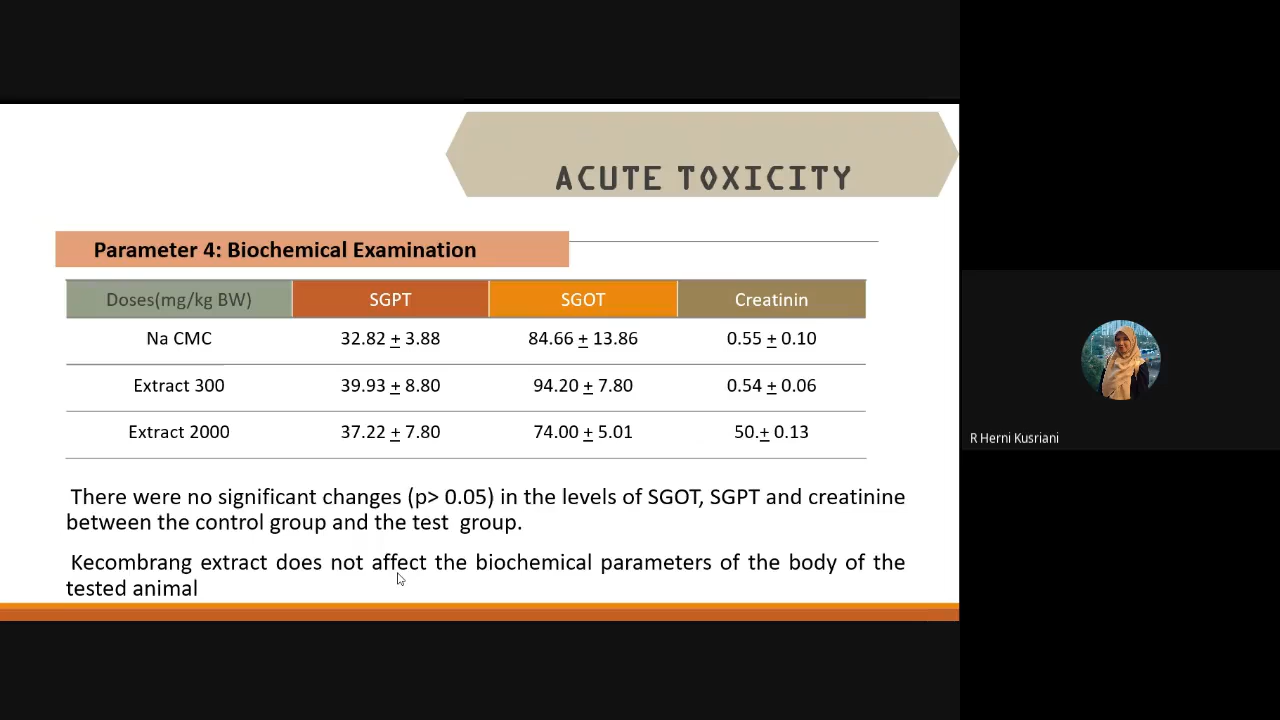 ACUTE TOXICITY
Parameter 4: Biochemical Examination
Doses(mg/kg BW) SGPT SGOT Creatinin
Na CMC 32.82 + 3.88 84.66 + 13.86 0.55 + 0.10
Extract 300 39.93 + 8.80 94.20 + 7.80 0.54 + 0.06
Extract 2000 37.22 + 7.80 74.00 + 5.01 50.+ 0.13
There were no significant changes (p> 0.05) in the levels of SGOT, SGPT and creatinine
between the control group and the test group.
Kecombrang extract does not affect the biochemical parameters of the body of the
tested animal
R Herni Kusriani